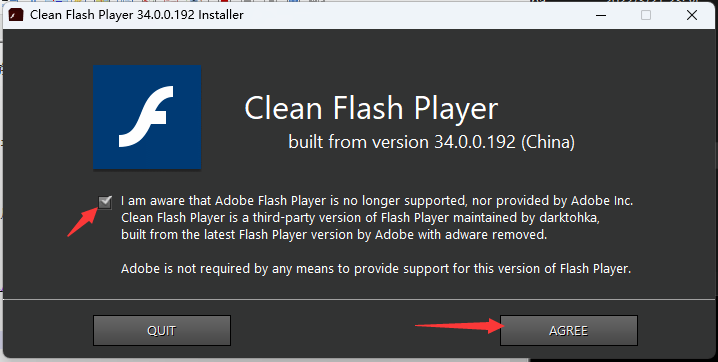 Clean Flash Player 34.0.0.192 Installer
Clean Flash Player
built from version 34.0.0.192 (China)
I am aware that Adobe Flash Player is no longer supported, nor provided by Adobe Inc.
Clean Flash Player is a third-party version of Flash Player maintained by darktohka,
built from the latest Flash Player version by Adobe with adware removed.
Adobe is not required by any means to provide support for this version of Flash Player.
QUIT
AGREE